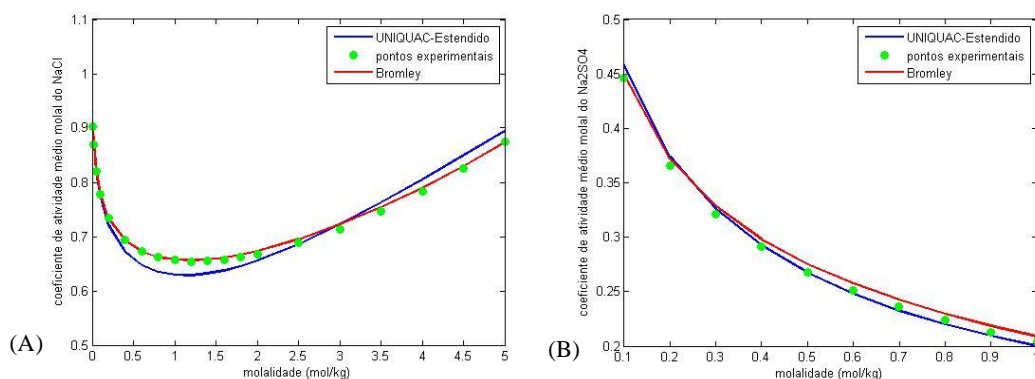 (A)
coeficiente de atividade médio molal do NaCl
1.1
1
0.9
0.8
0.7
0.6
0.5
0 0.5 1 1.5 2 2.5 3 3.5 4 4.5 5
molalidade (mol/kg)
UNIQUAC-Estendido
pontos experimentais
Bromley
(B)
coeficiente de atividade médio molal do Na2SO4
0.5
0.45
0.4
0.35
0.3
0.25
0.2
0.1 0.2 0.3 0.4 0.5 0.6 0.7 0.8 0.9
molalidade (mol/kg)
UNIQUAC-Estendido
pontos experimentais
Bromley